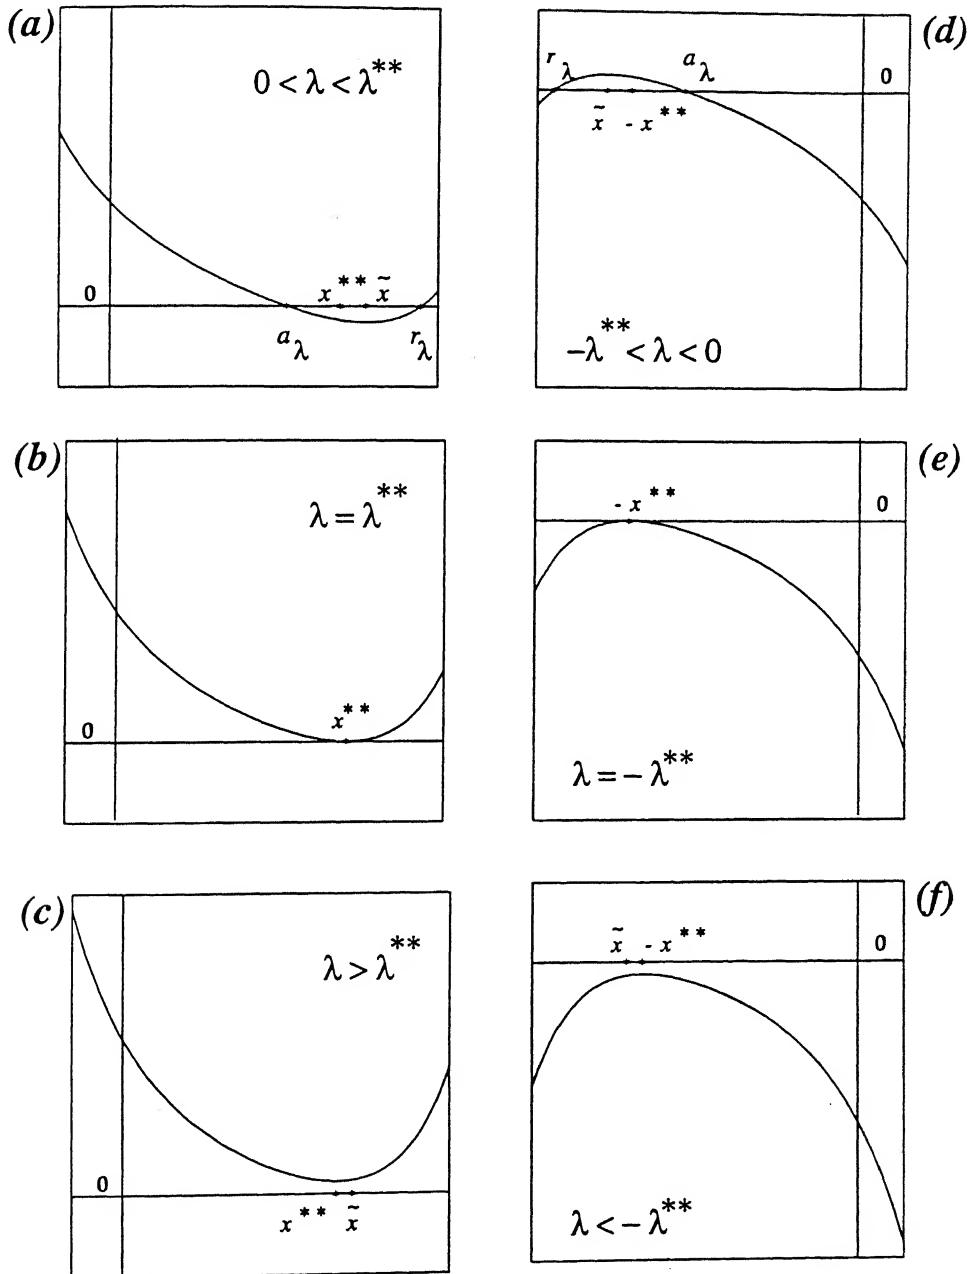 (a)
0 < λ < λ**
0
x** x̃
a_λ
r_λ
(b)
λ = λ**
x**
0
(c)
λ > λ**
0
x** x̃
(d)
r_λ a_λ 0
x̃ - x**
-λ** < λ < 0
(e)
- x** 0
λ = - λ**
(f)
x̃ - x** 0
λ < - λ**